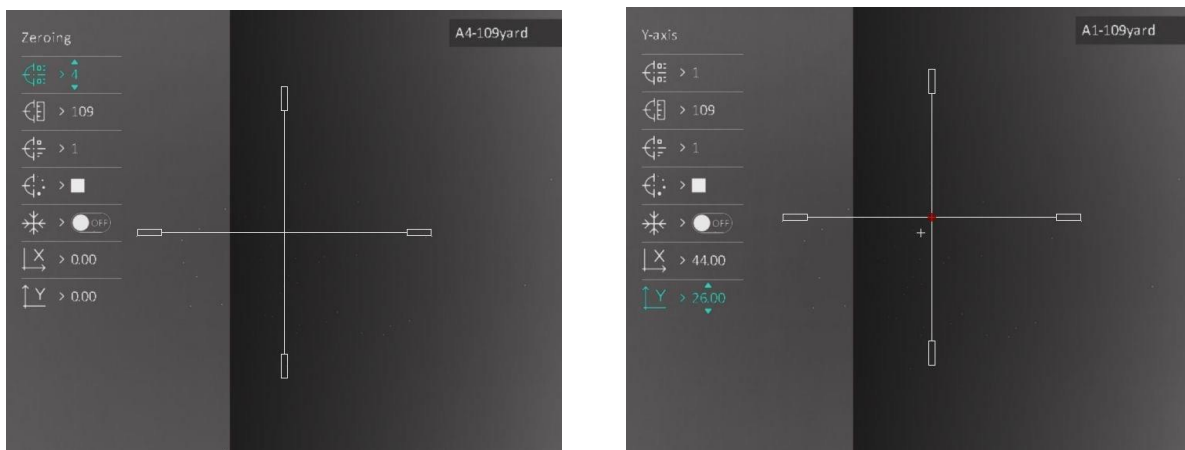 Zeroing
A4-109yard
> 4
> 109
> 1
>
> OFF
X > 0.00
Y > 0.00
Y-axis
A1-109yard
> 1
> 109
> 1
>
> OFF
X > 44.00
Y > 26.00